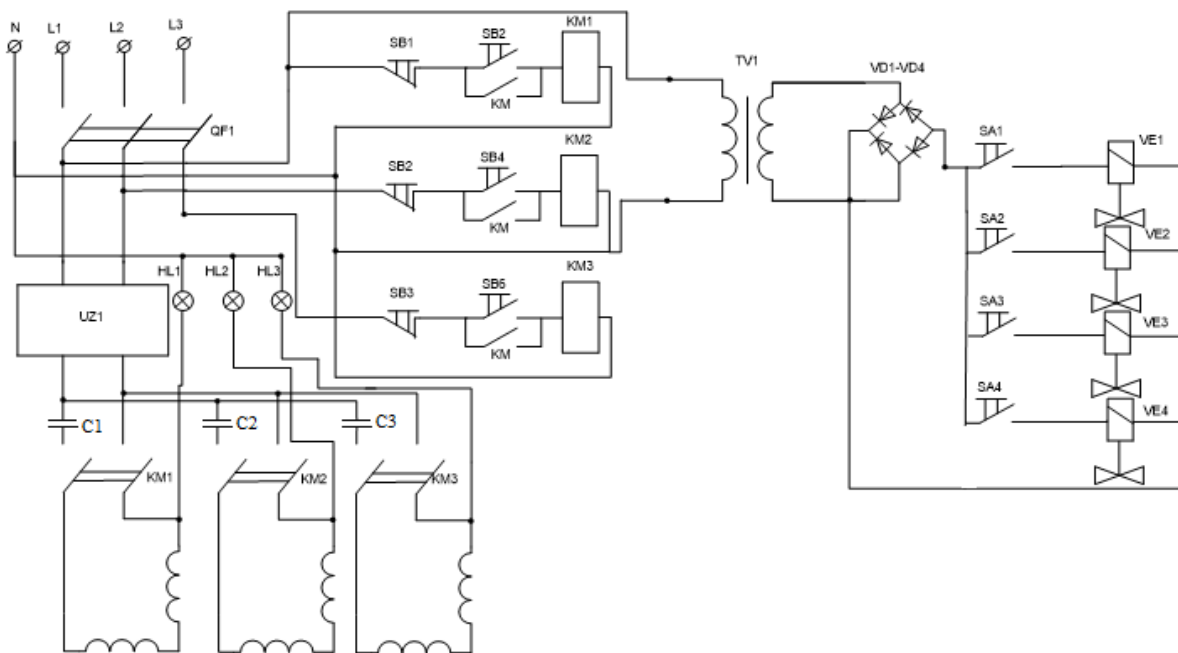 N L1 L2 L3
QF1
SB1 SB2 KM1
KM
SB2 SB4 KM2
KM
SB3 SB6 KM3
KM
TV1
VD1-VD4
SA1 VE1
SA2 VE2
SA3 VE3
SA4 VE4
HL1 HL2 HL3
UZ1
C1 C2 C3
KM1 KM2 KM3